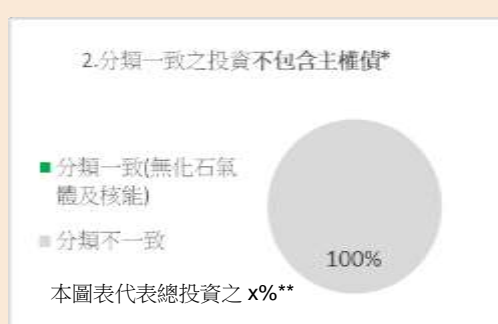 2.分類一致之投資不包含主權債*
分類一致(無化石氣
體及核能)
分類不一致
100%
本圖表代表總投資之 x%**